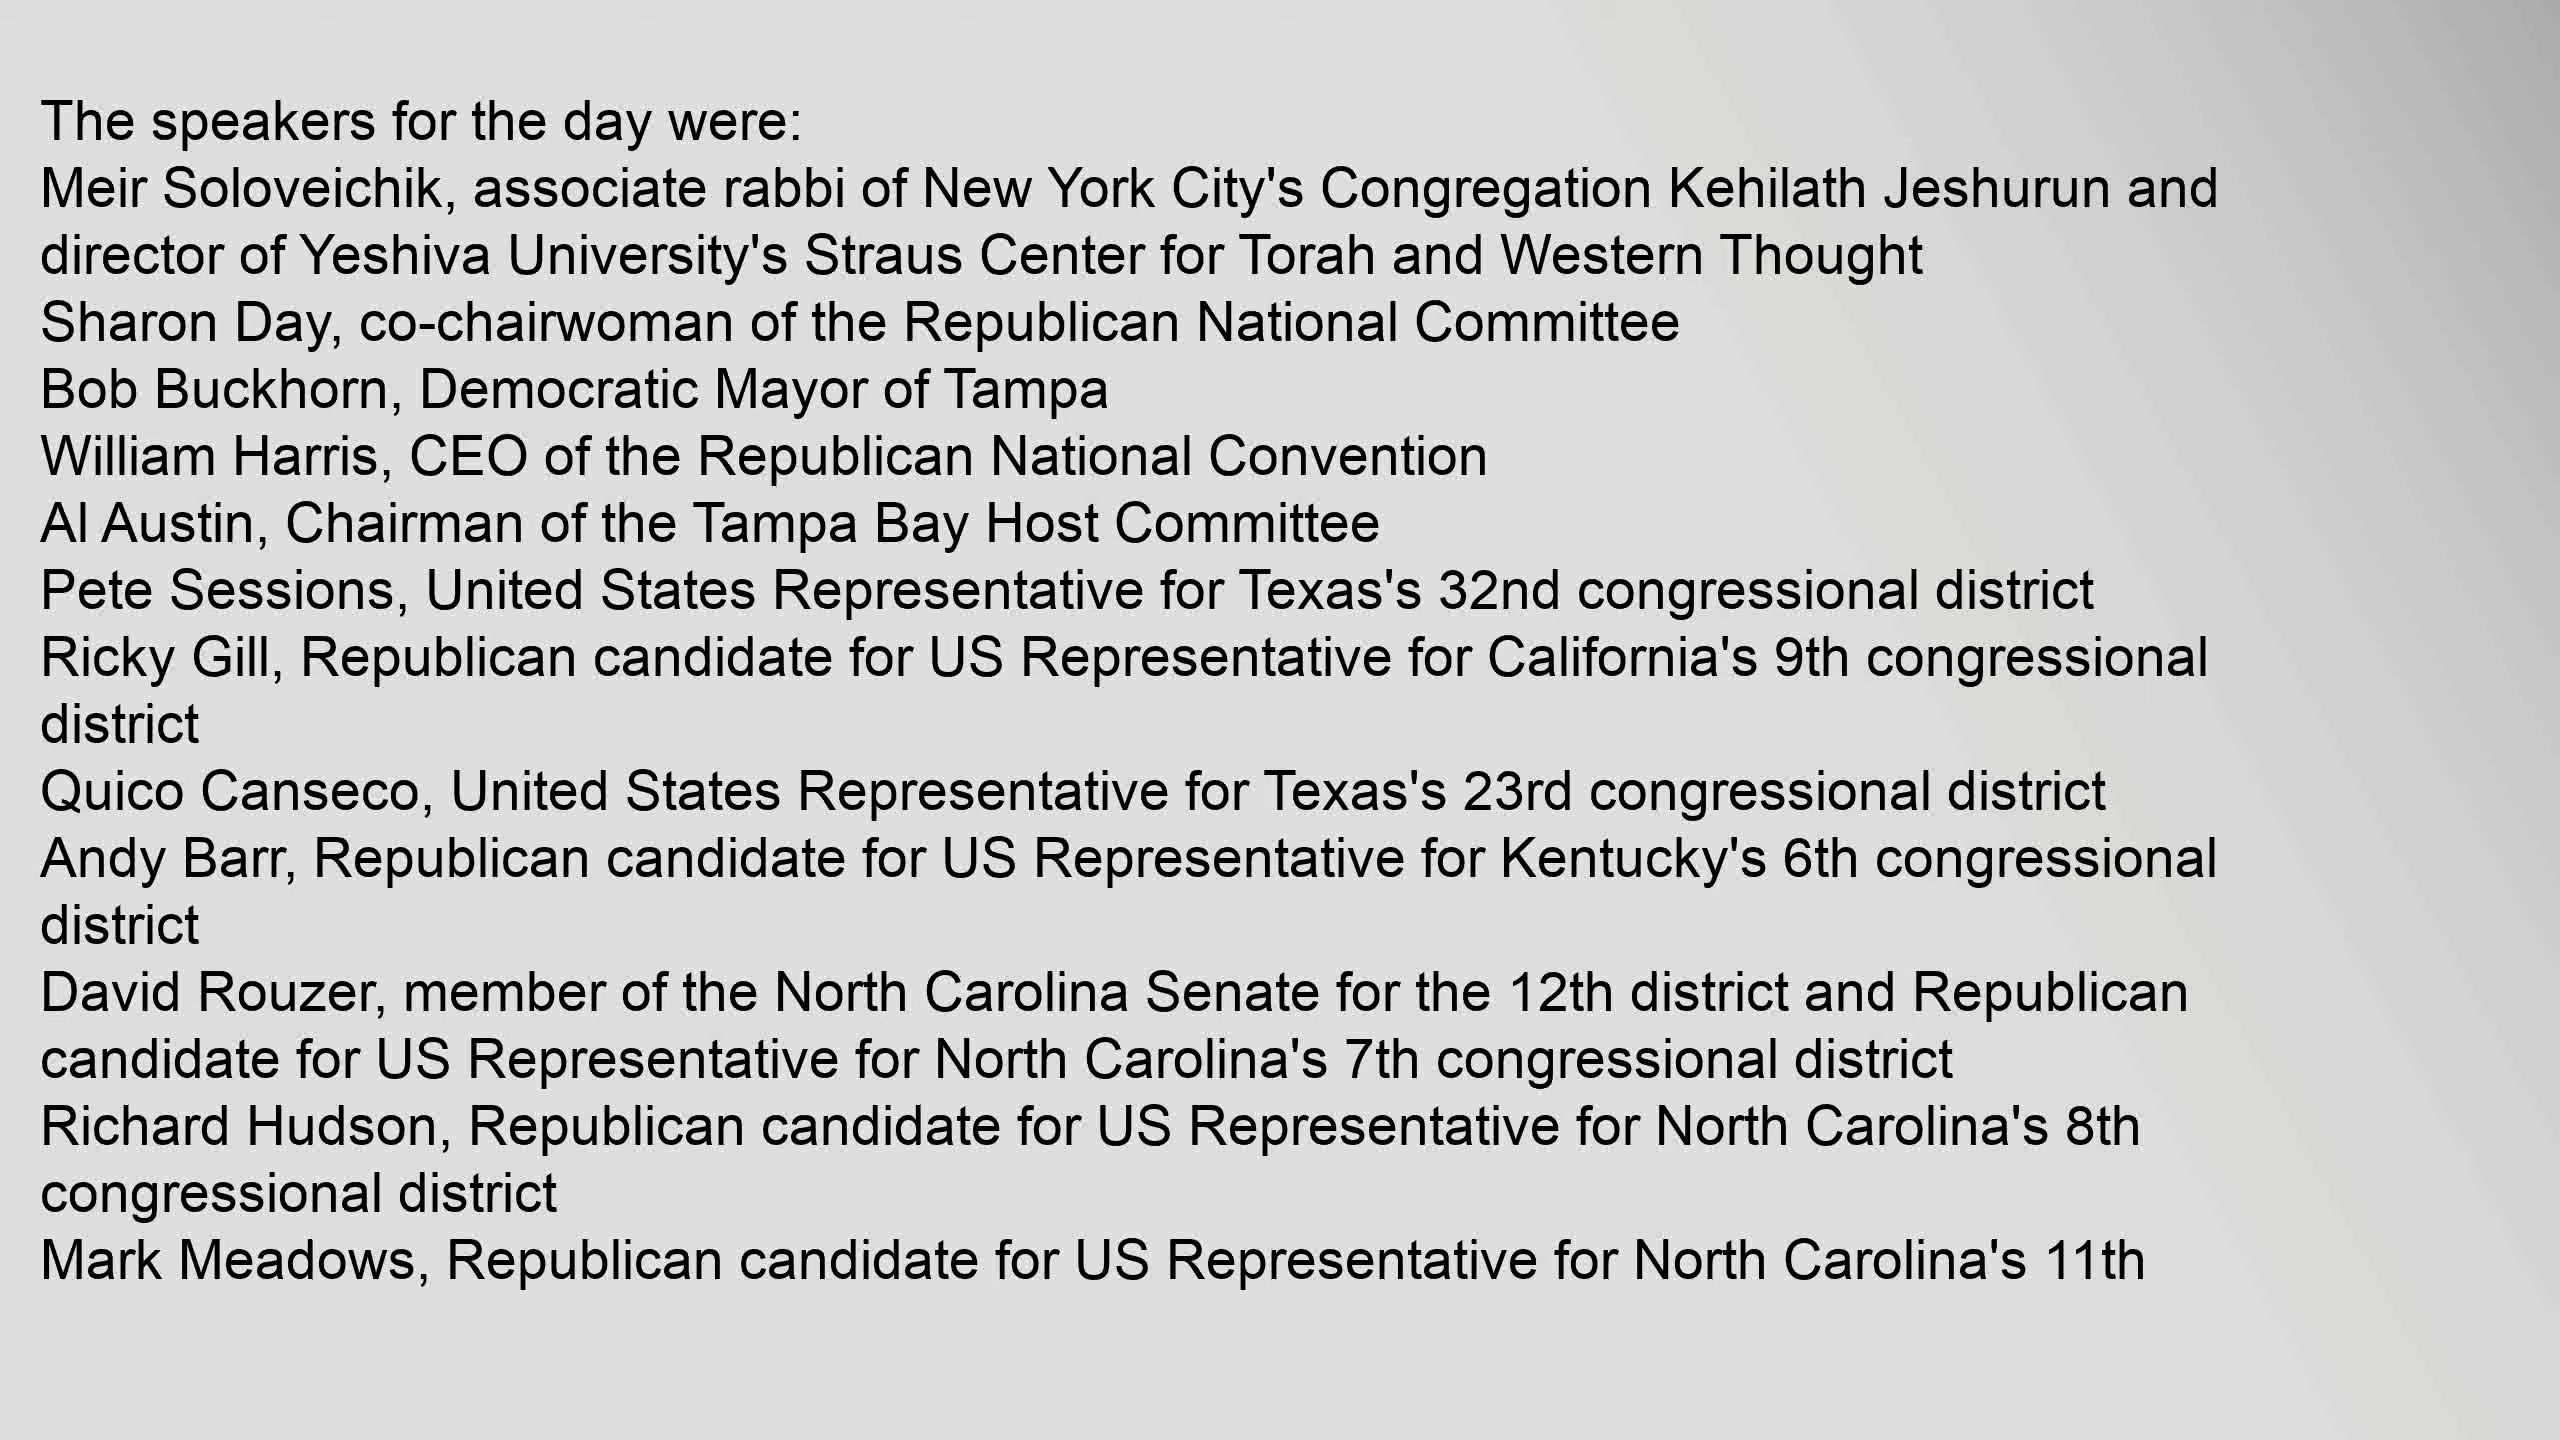 The speakers for the day were:
Meir Soloveichik, associate rabbi of New York City's Congregation Kehilath Jeshurun and
director of Yeshiva University's Straus Center for Torah and Western Thought
Sharon Day, co-chairwoman of the Republican National Committee
Bob Buckhorn, Democratic Mayor of Tampa
William Harris, CEO of the Republican National Convention
Al Austin, Chairman of the Tampa Bay Host Committee
Pete Sessions, United States Representative for Texas's 32nd congressional district
Ricky Gill, Republican candidate for US Representative for California's 9th congressional
district
Quico Canseco, United States Representative for Texas's 23rd congressional district
Andy Barr, Republican candidate for US Representative for Kentucky's 6th congressional
district
David Rouzer, member of the North Carolina Senate for the 12th district and Republican
candidate for US Representative for North Carolina's 7th congressional district
Richard Hudson, Republican candidate for US Representative for North Carolina's 8th
congressional district
Mark Meadows, Republican candidate for US Representative for North Carolina's 11th